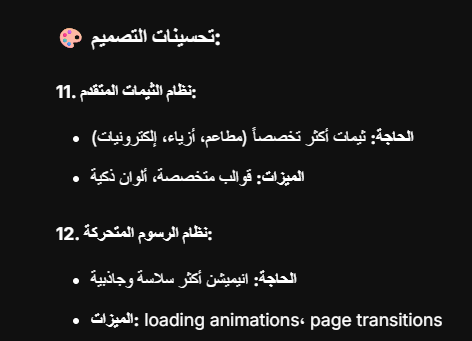 🎨 تحسينات التصميم:
11. نظام الثيمات المتقدم:
• الحاجة: ثيمات أكثر تخصصاً (مطاعم، أزياء، إلكترونيات)
• الميزات: قوالب متخصصة، ألوان ذكية
12. نظام الرسوم المتحركة:
• الحاجة: انيميشن أكثر سلاسة وجاذبية
• الميزات: loading animations، page transitions